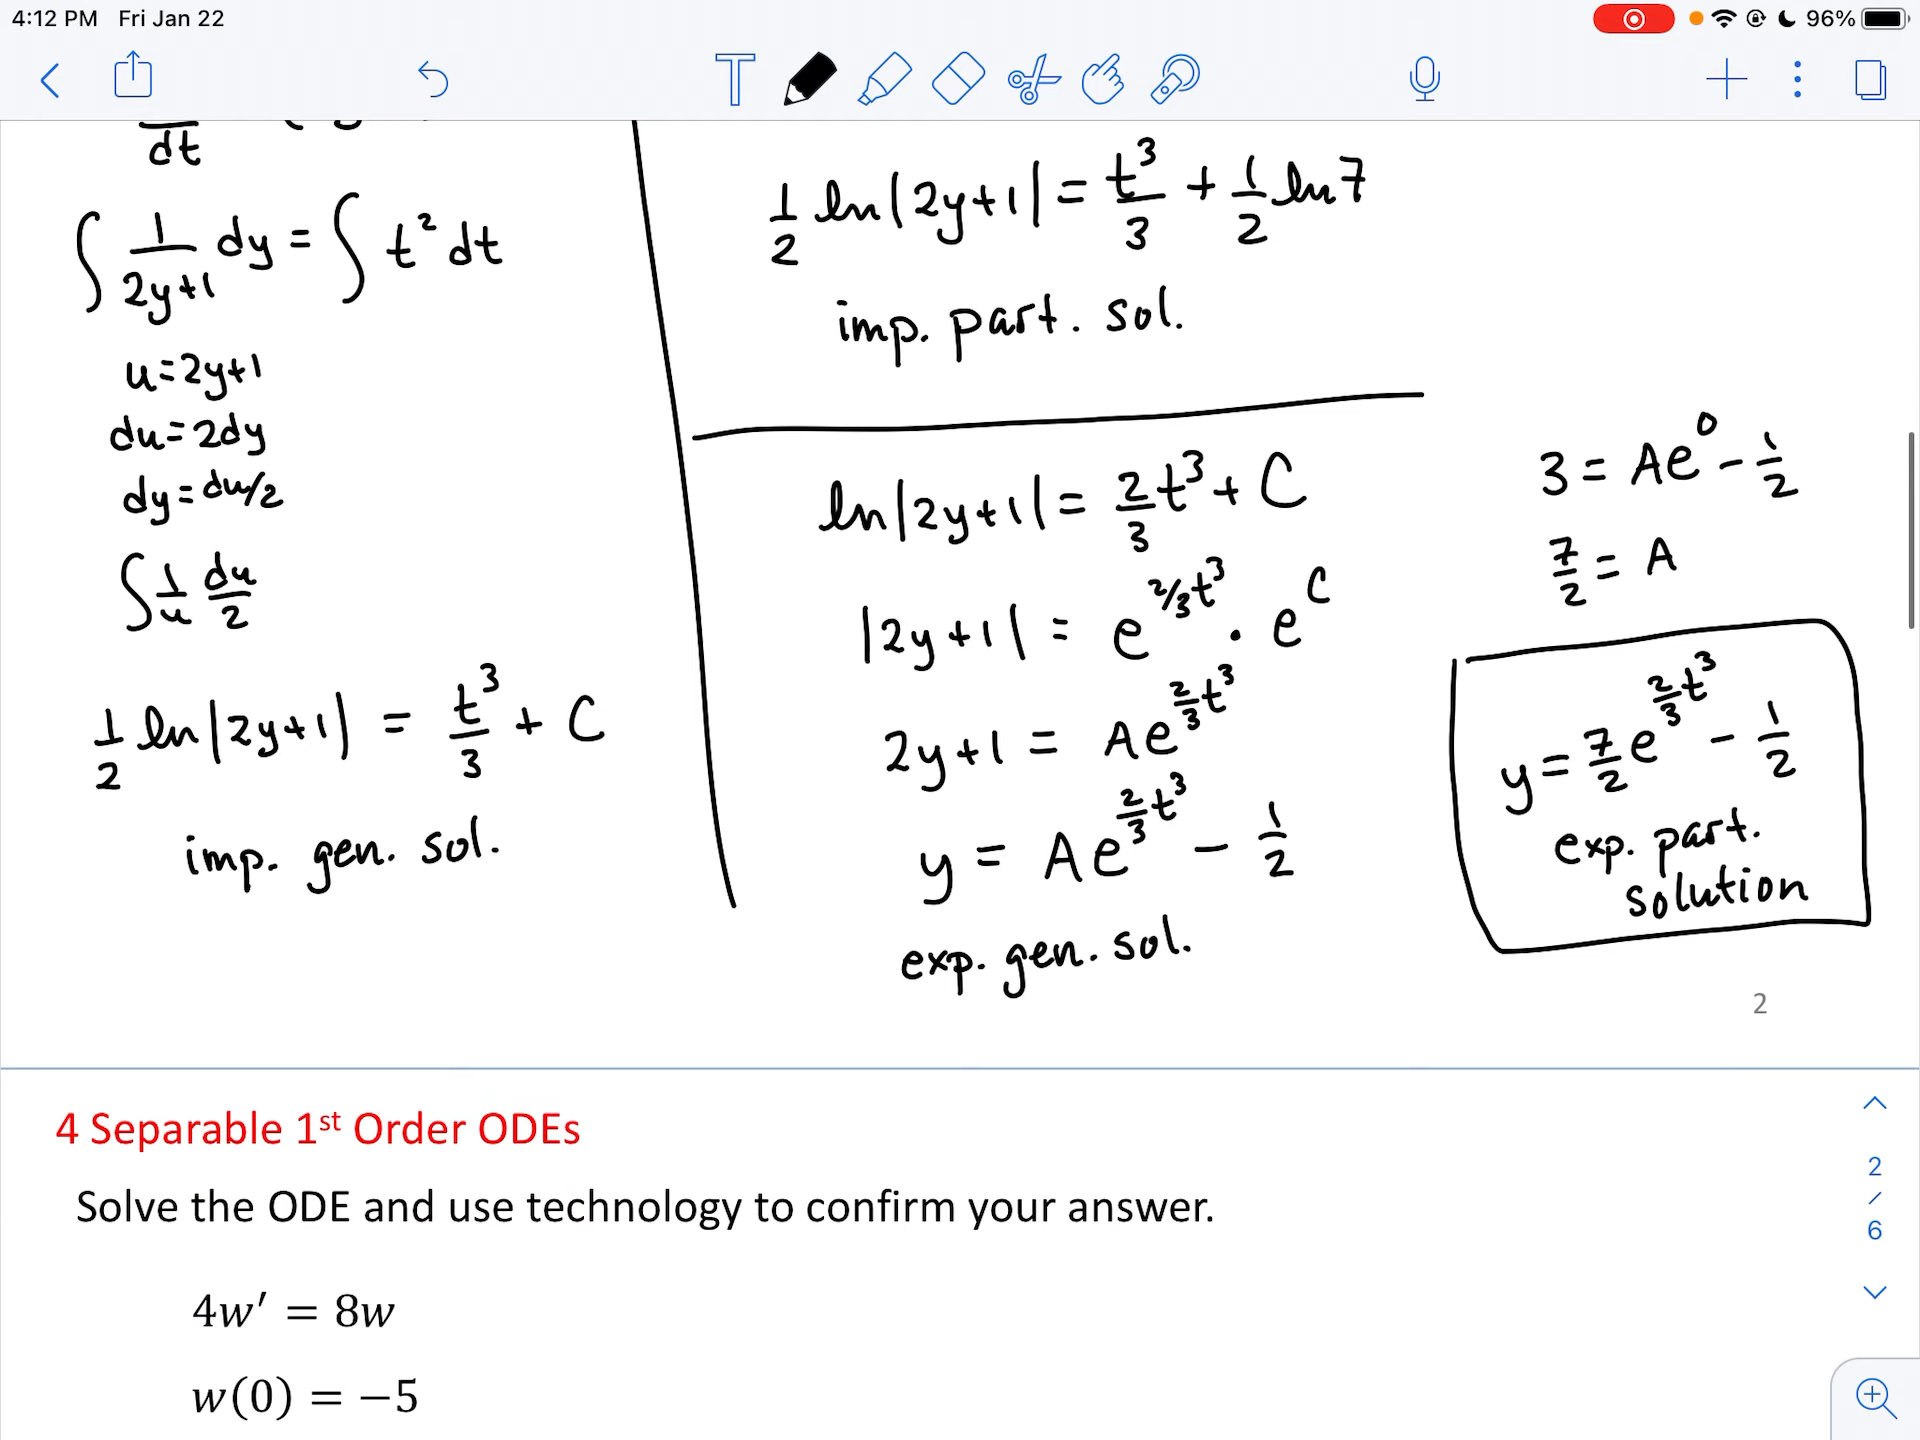 4:12 PM Fri Jan 22
96%
dt
∫ 1/(2y+1) dy = ∫ t² dt
u=2y+1
du=2dy
dy=du/2
∫ 1/u du/2
1/2 ln|2y+1| = t³/3 + C
imp. gen. sol.
1/2 ln|2y+1| = t³/3 + 1/2 ln7
imp. part. sol.
ln|2y+1| = 2/3 t³ + C
|2y+1| = e^(2/3 t³) · e^C
2y+1 = Ae^(2/3 t³)
y = Ae^(2/3 t³) − 1/2
exp. gen. sol.
3 = Ae^0 − 1/2
7/2 = A
y = 7/2 e^(2/3 t³) − 1/2
exp. part.
solution
2
4 Separable 1st Order ODEs
Solve the ODE and use technology to confirm your answer.
4w′ = 8w
w(0) = −5
2
/
6